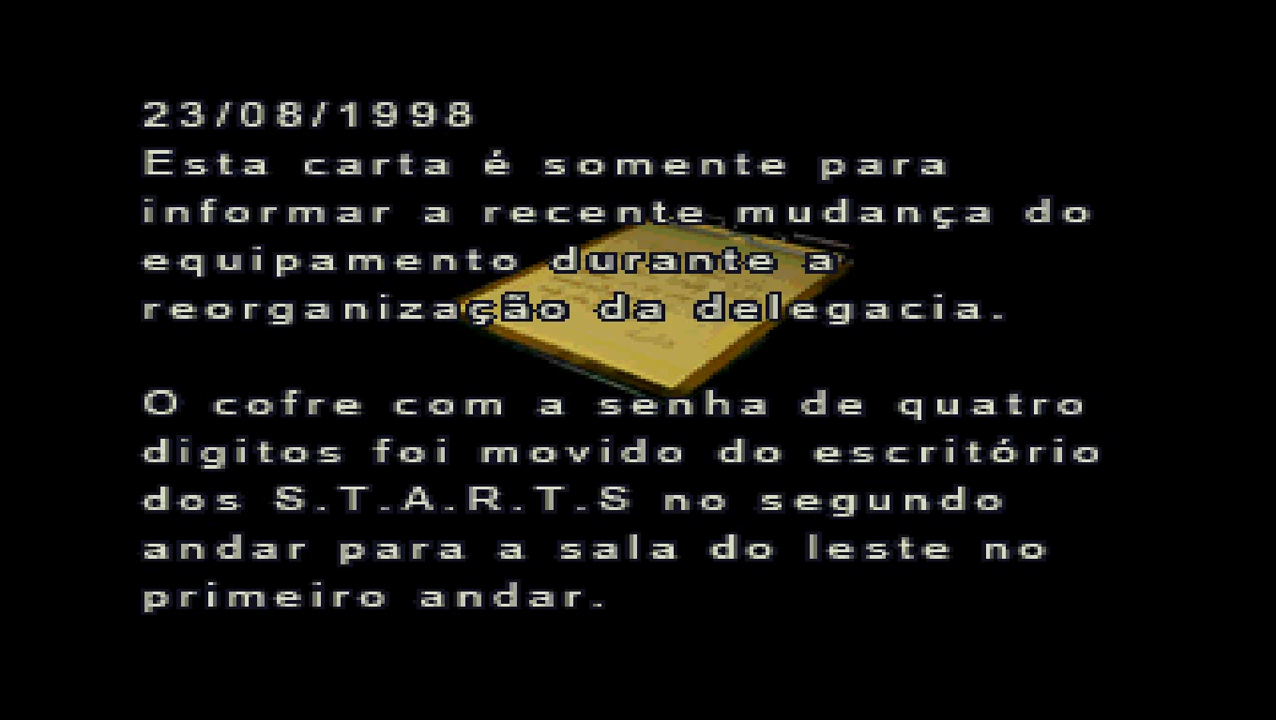 23/08/1998
Esta carta é somente para
informar a recente mudança do
equipamento durante a
reorganização da delegacia.
O cofre com a senha de quatro
digitos foi movido do escritório
dos S.T.A.R.T.S no segundo
andar para a sala do leste no
primeiro andar.